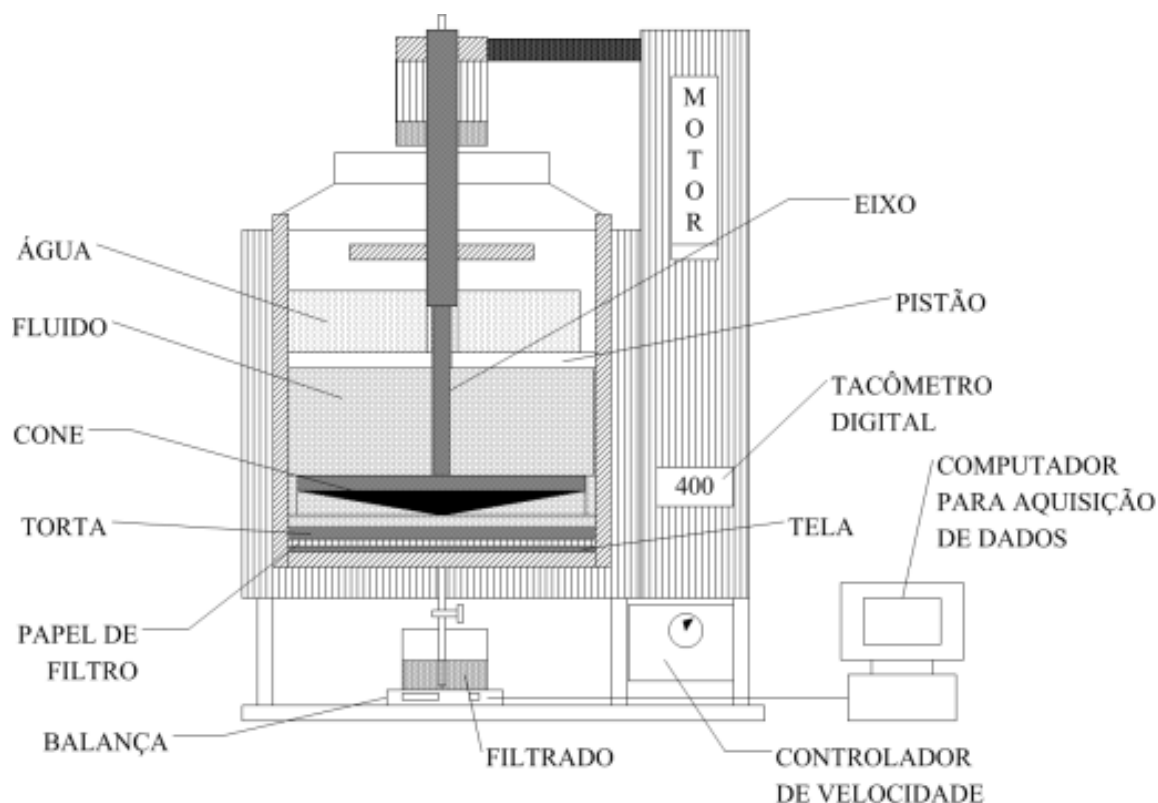 MOTOR
ÁGUA
EIXO
FLUIDO
PISTÃO
CONE
TACÔMETRO
DIGITAL
400
COMPUTADOR
PARA AQUISIÇÃO
DE DADOS
TORTA
TELA
PAPEL DE
FILTRO
BALANÇA
FILTRADO
CONTROLADOR
DE VELOCIDADE